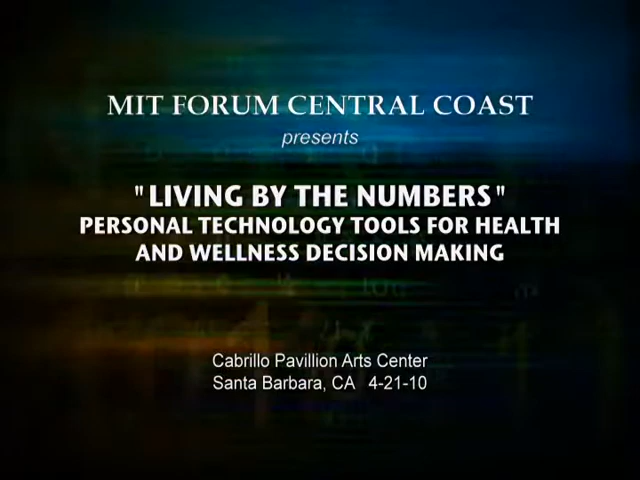 MIT FORUM CENTRAL COAST
presents
"LIVING BY THE NUMBERS"
PERSONAL TECHNOLOGY TOOLS FOR HEALTH
AND WELLNESS DECISION MAKING
Cabrillo Pavillion Arts Center
Santa Barbara, CA 4-21-10